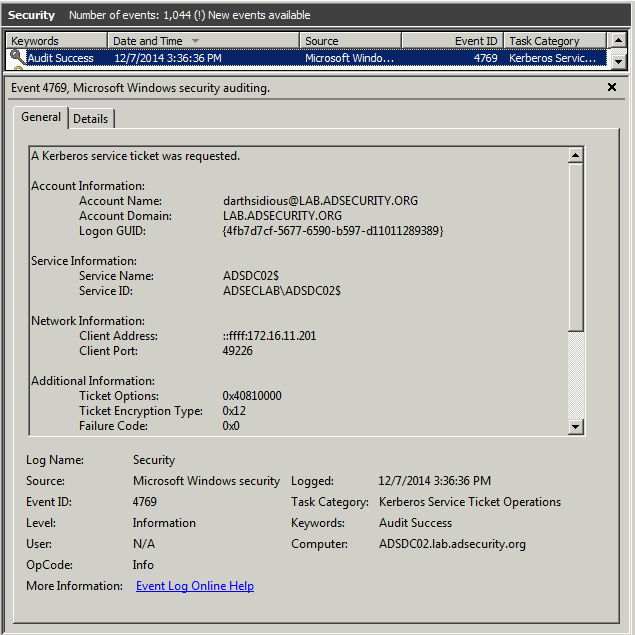 Security Number of events: 1,044 (!) New events available
Keywords Date and Time Source Event ID Task Category
Audit Success 12/7/2014 3:36:36 PM Microsoft Windo... 4769 Kerberos Servic...
Event 4769, Microsoft Windows security auditing.
General Details
A Kerberos service ticket was requested.
Account Information:
Account Name: darthsidious@LAB.ADSECURITY.ORG
Account Domain: LAB.ADSECURITY.ORG
Logon GUID: {4fb7d7cf-5677-6590-b597-d11011289389}
Service Information:
Service Name: ADSDC02$
Service ID: ADSECLAB\ADSDC02$
Network Information:
Client Address: ::ffff:172.16.11.201
Client Port: 49226
Additional Information:
Ticket Options: 0x40810000
Ticket Encryption Type: 0x12
Failure Code: 0x0
Log Name: Security
Source: Microsoft Windows security Logged: 12/7/2014 3:36:36 PM
Event ID: 4769 Task Category: Kerberos Service Ticket Operations
Level: Information Keywords: Audit Success
User: N/A Computer: ADSDC02.lab.adsecurity.org
OpCode: Info
More Information: Event Log Online Help